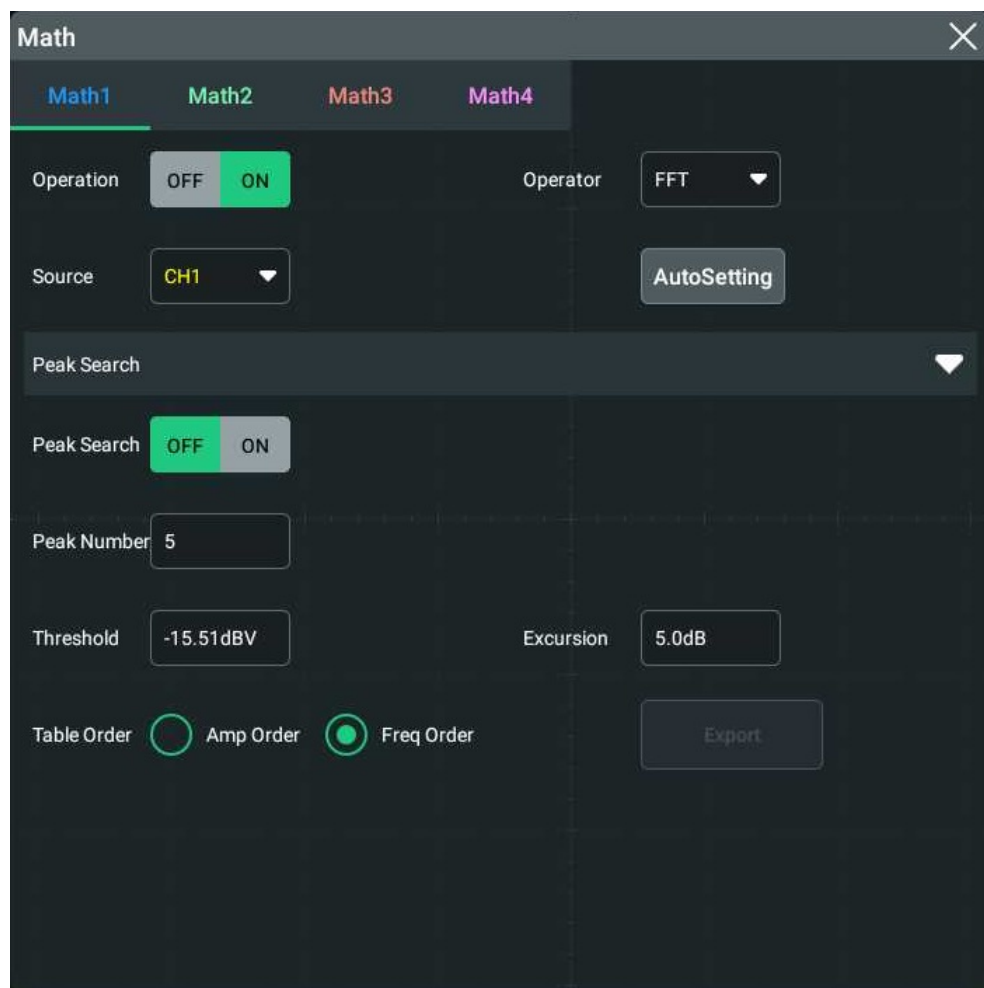 Math
Math1 Math2 Math3 Math4
Operation OFF ON Operator FFT
Source CH1 AutoSetting
Peak Search
Peak Search OFF ON
Peak Number 5
Threshold -15.51dBV Excursion 5.0dB
Table Order Amp Order Freq Order Export